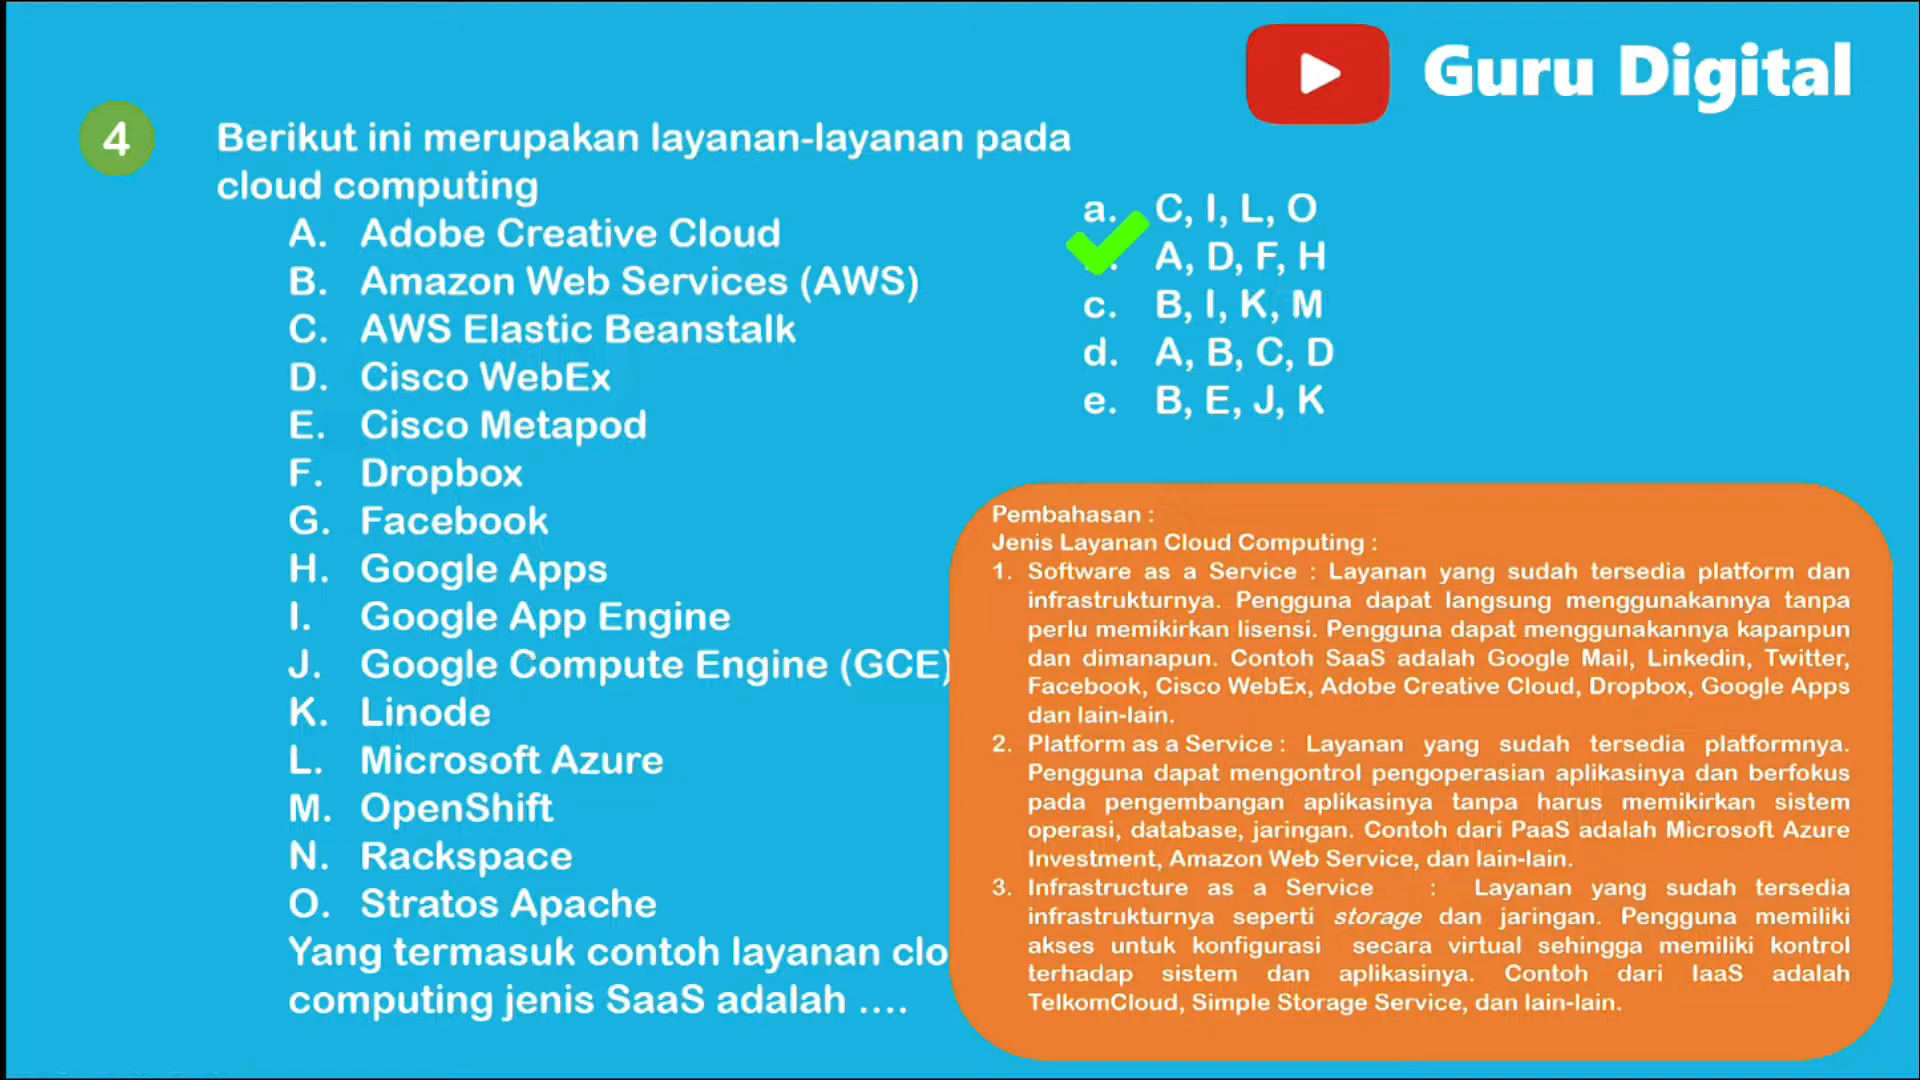 Guru Digital
4
Berikut ini merupakan layanan-layanan pada
cloud computing
A. Adobe Creative Cloud
B. Amazon Web Services (AWS)
C. AWS Elastic Beanstalk
D. Cisco WebEx
E. Cisco Metapod
F. Dropbox
G. Facebook
H. Google Apps
I. Google App Engine
J. Google Compute Engine (GCE)
K. Linode
L. Microsoft Azure
M. OpenShift
N. Rackspace
O. Stratos Apache
Yang termasuk contoh layanan clo
computing jenis SaaS adalah ....
a. C, I, L, O
A, D, F, H
c. B, I, K, M
d. A, B, C, D
e. B, E, J, K
Pembahasan :
Jenis Layanan Cloud Computing :
1. Software as a Service : Layanan yang sudah tersedia platform dan
infrastrukturnya. Pengguna dapat langsung menggunakannya tanpa
perlu memikirkan lisensi. Pengguna dapat menggunakannya kapanpun
dan dimanapun. Contoh SaaS adalah Google Mail, Linkedin, Twitter,
Facebook, Cisco WebEx, Adobe Creative Cloud, Dropbox, Google Apps
dan lain-lain.
2. Platform as a Service : Layanan yang sudah tersedia platformnya.
Pengguna dapat mengontrol pengoperasian aplikasinya dan berfokus
pada pengembangan aplikasinya tanpa harus memikirkan sistem
operasi, database, jaringan. Contoh dari PaaS adalah Microsoft Azure
Investment, Amazon Web Service, dan lain-lain.
3. Infrastructure as a Service : Layanan yang sudah tersedia
infrastrukturnya seperti storage dan jaringan. Pengguna memiliki
akses untuk konfigurasi secara virtual sehingga memiliki kontrol
terhadap sistem dan aplikasinya. Contoh dari IaaS adalah
TelkomCloud, Simple Storage Service, dan lain-lain.